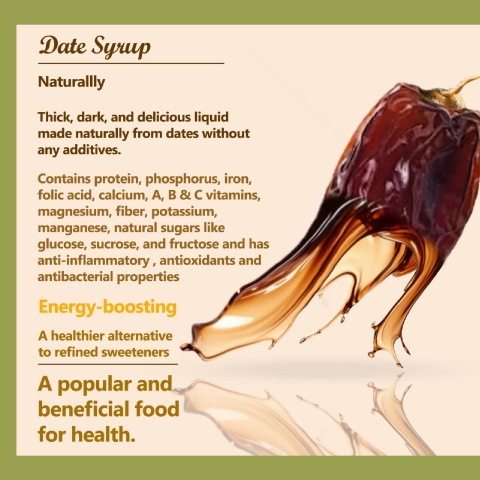 Date Syrup
Naturallly
Thick, dark, and delicious liquid
made naturally from dates without
any additives.
Contains protein, phosphorus, iron,
folic acid, calcium, A, B & C vitamins,
magnesium, fiber, potassium,
manganese, natural sugars like
glucose, sucrose, and fructose and has
anti-inflammatory , antioxidants and
antibacterial properties
Energy-boosting
A healthier alternative
to refined sweeteners
A popular and
beneficial food
for health.